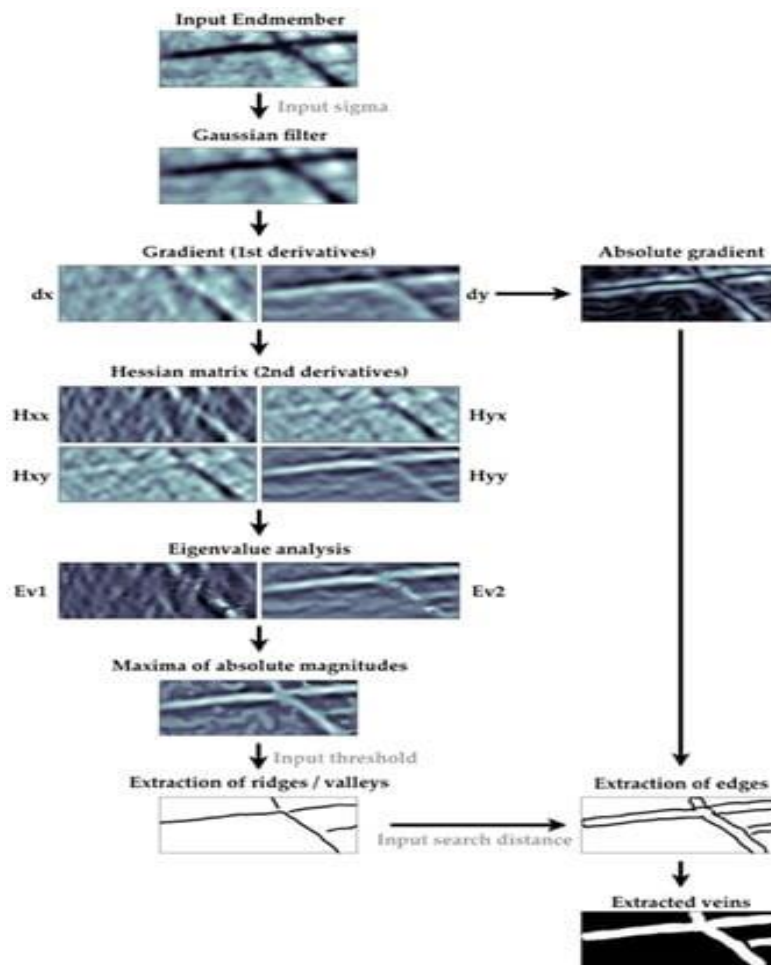 Input Endmember
Input sigma
Gaussian filter
Gradient (1st derivatives)
Absolute gradient
dx
dy
Hessian matrix (2nd derivatives)
Hxx
Hyx
Hxy
Hyy
Eigenvalue analysis
Ev1
Ev2
Maxima of absolute magnitudes
Input threshold
Extraction of ridges / valleys
Extraction of edges
Input search distance
Extracted veins